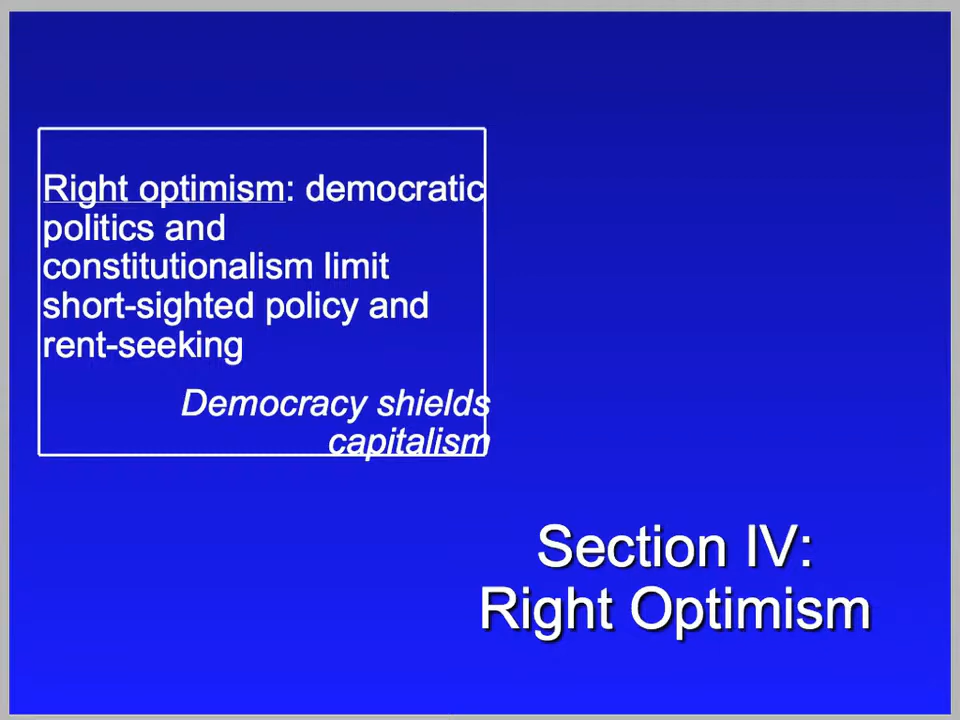 Right optimism: democratic
politics and
constitutionalism limit
short-sighted policy and
rent-seeking
Democracy shields
capitalism
Section IV:
Right Optimism